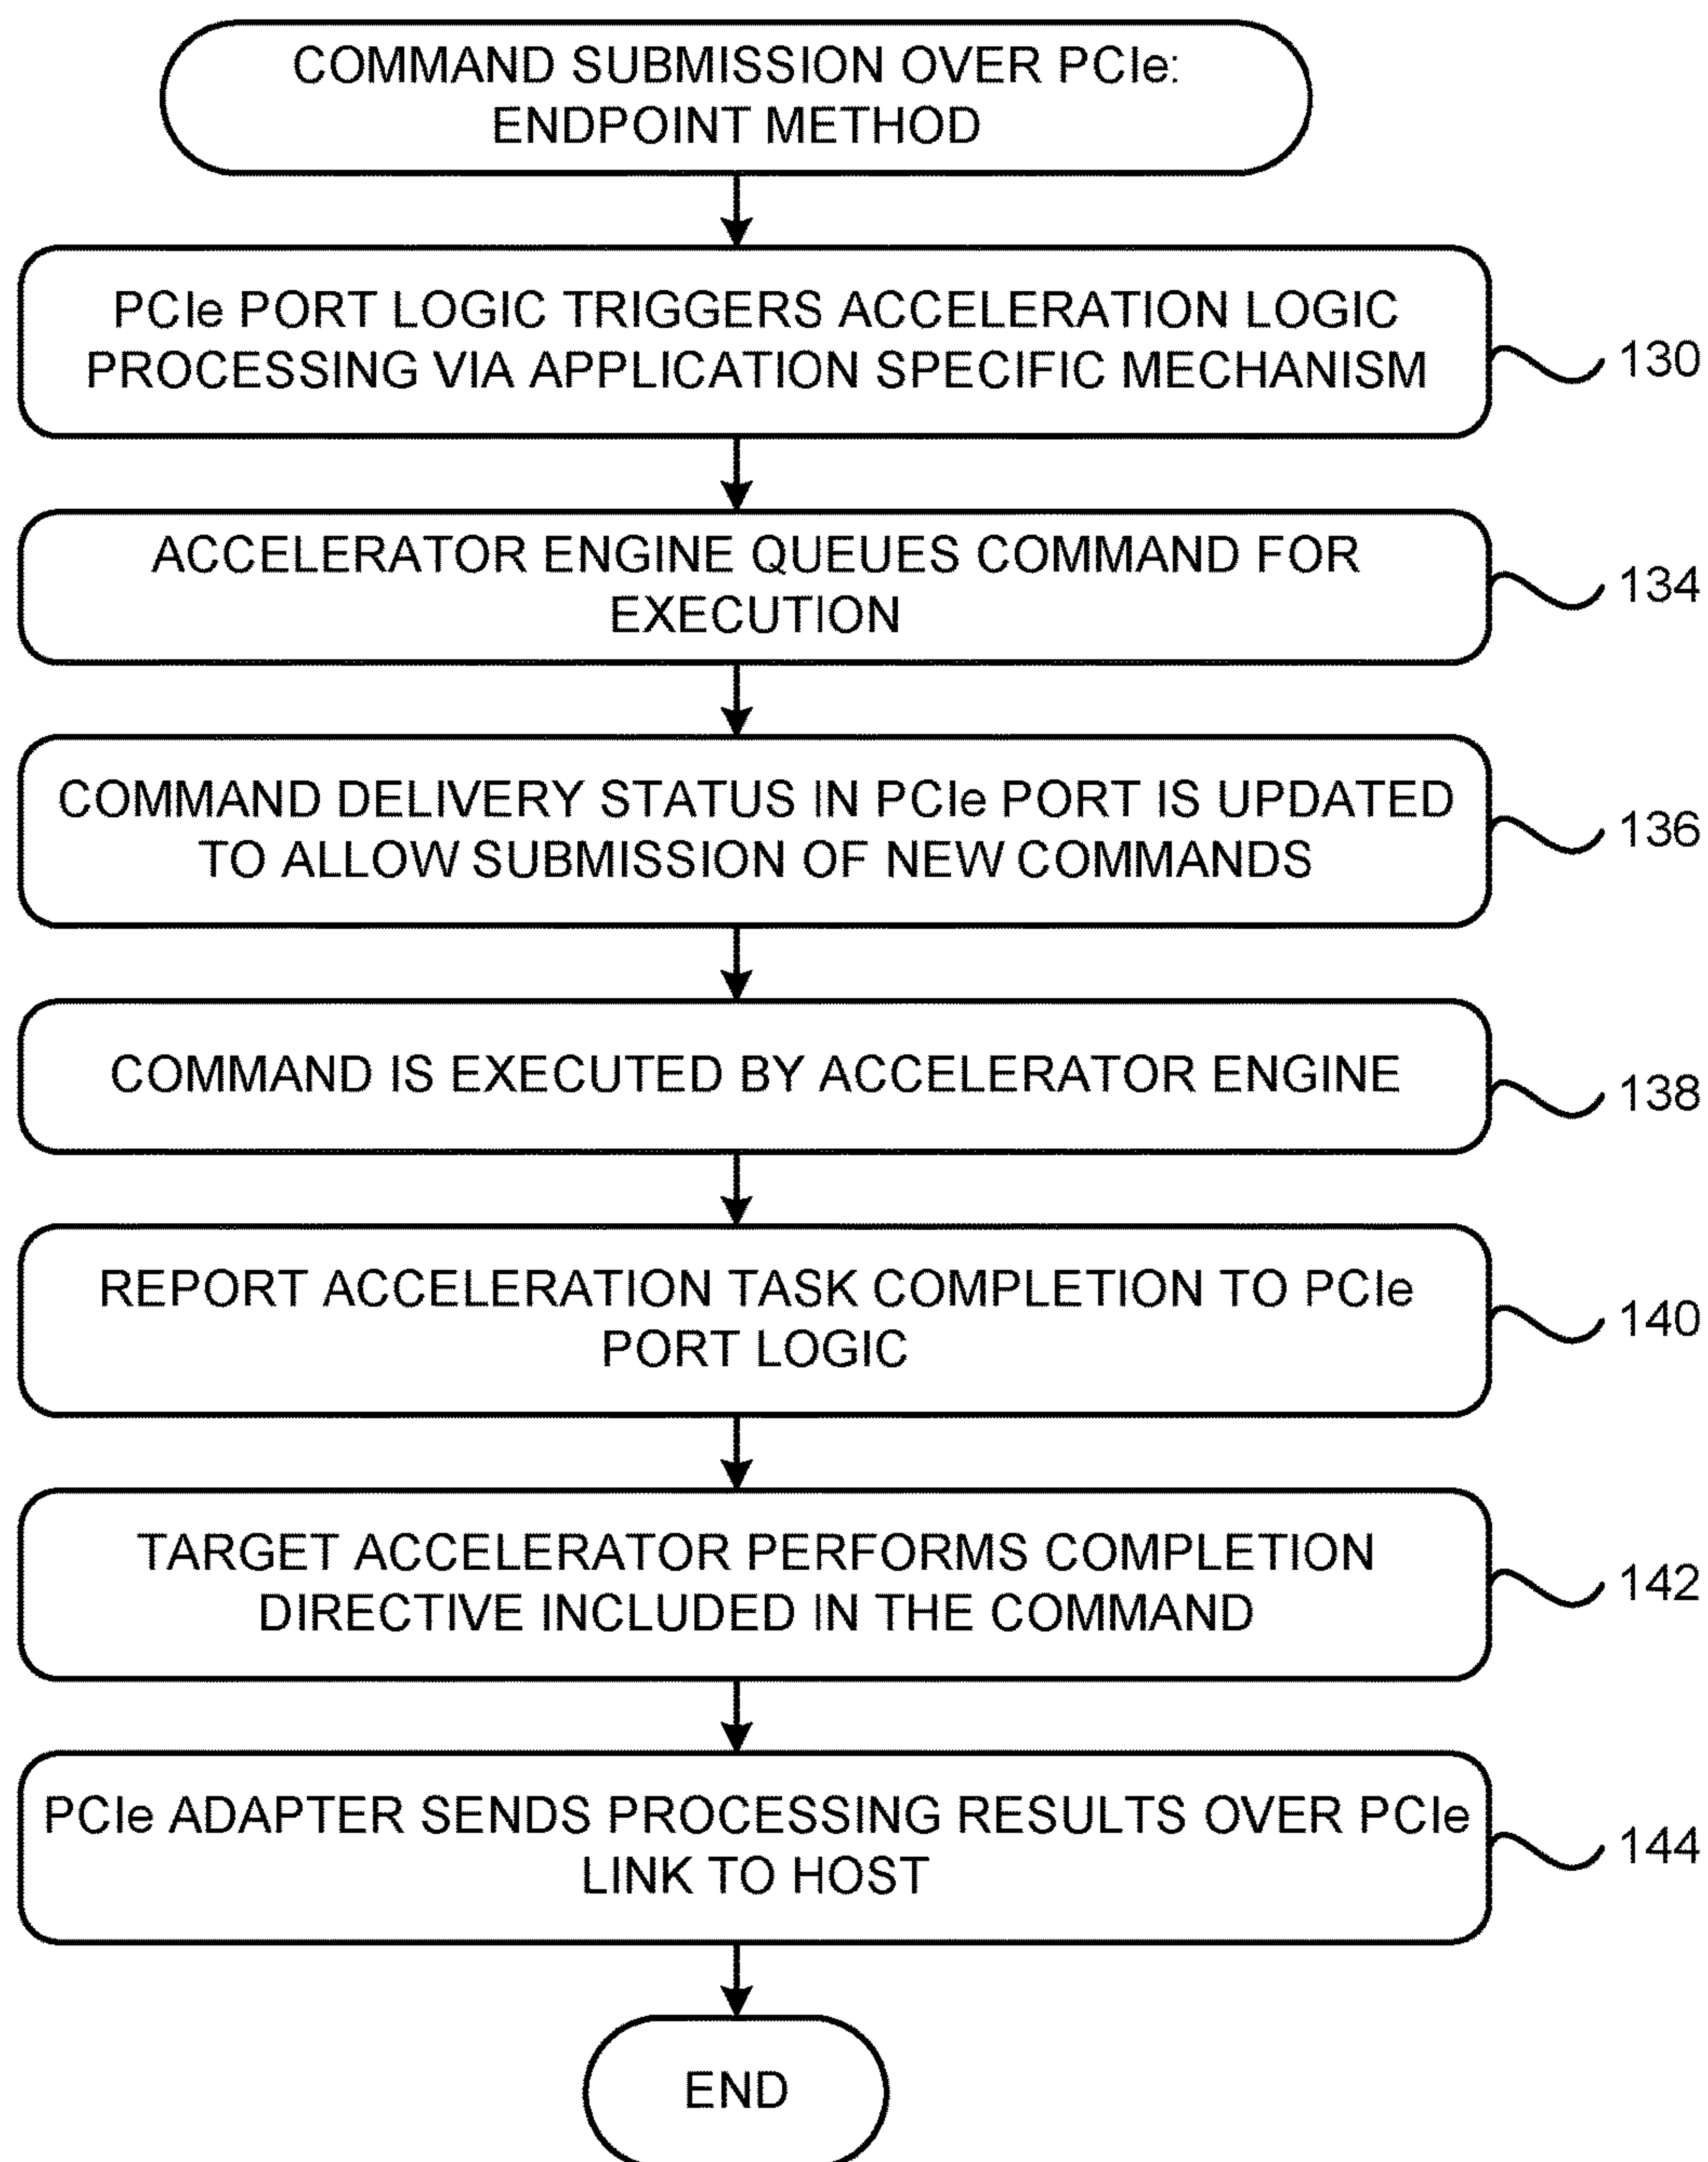 COMMAND SUBMISSION OVER PCIe:
ENDPOINT METHOD
PCIe PORT LOGIC TRIGGERS ACCELERATION LOGIC
PROCESSING VIA APPLICATION SPECIFIC MECHANISM
130
ACCELERATOR ENGINE QUEUES COMMAND FOR
EXECUTION
134
COMMAND DELIVERY STATUS IN PCIe PORT IS UPDATED
TO ALLOW SUBMISSION OF NEW COMMANDS
136
COMMAND IS EXECUTED BY ACCELERATOR ENGINE
138
REPORT ACCELERATION TASK COMPLETION TO PCIe
PORT LOGIC
140
TARGET ACCELERATOR PERFORMS COMPLETION
DIRECTIVE INCLUDED IN THE COMMAND
142
PCIe ADAPTER SENDS PROCESSING RESULTS OVER PCIe
LINK TO HOST
144
END